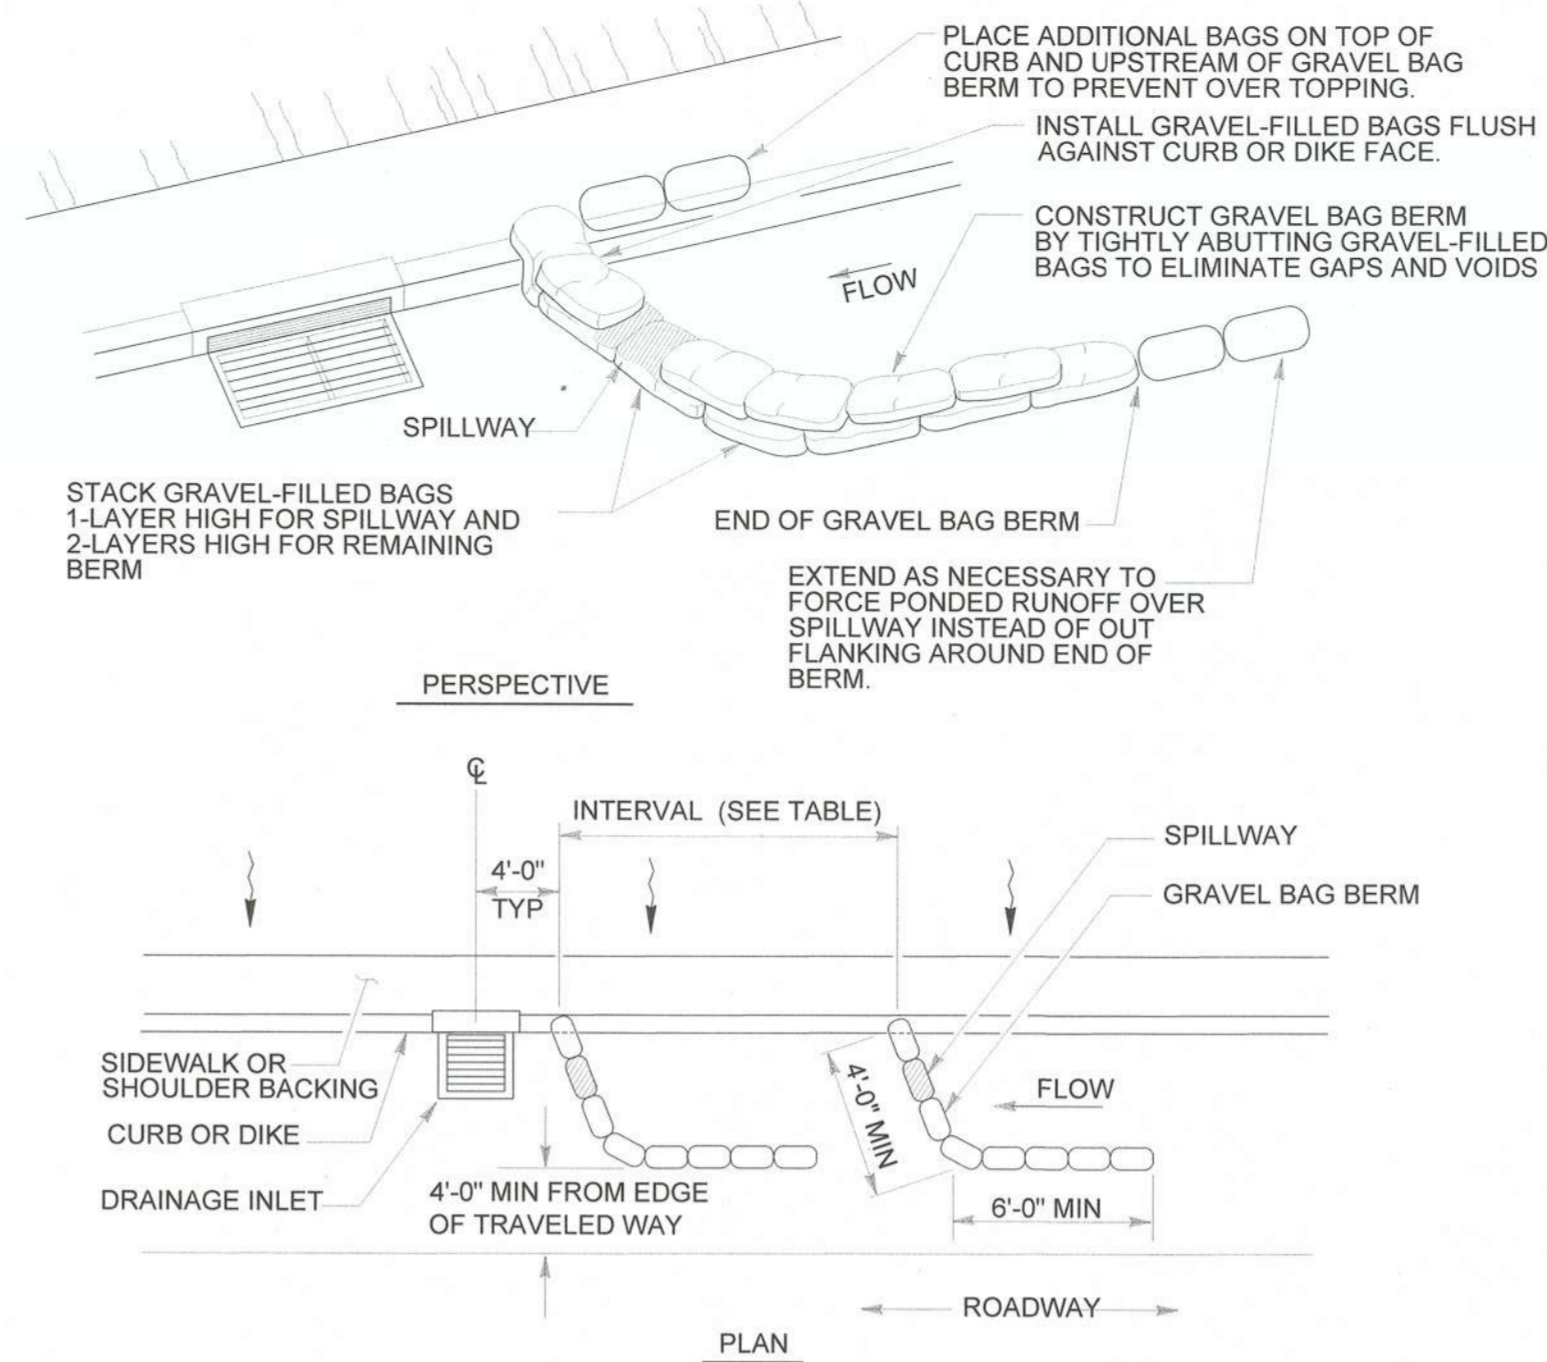 PLACE ADDITIONAL BAGS ON TOP OF
CURB AND UPSTREAM OF GRAVEL BAG
BERM TO PREVENT OVER TOPPING.
INSTALL GRAVEL-FILLED BAGS FLUSH
AGAINST CURB OR DIKE FACE.
CONSTRUCT GRAVEL BAG BERM
BY TIGHTLY ABUTTING GRAVEL-FILLED
BAGS TO ELIMINATE GAPS AND VOIDS
FLOW
SPILLWAY
STACK GRAVEL-FILLED BAGS
1-LAYER HIGH FOR SPILLWAY AND
2-LAYERS HIGH FOR REMAINING
BERM
END OF GRAVEL BAG BERM
EXTEND AS NECESSARY TO
FORCE PONDED RUNOFF OVER
SPILLWAY INSTEAD OF OUT
FLANKING AROUND END OF
BERM.
PERSPECTIVE
℄
INTERVAL (SEE TABLE)
4'-0"
TYP
SPILLWAY
GRAVEL BAG BERM
SIDEWALK OR
SHOULDER BACKING
CURB OR DIKE
DRAINAGE INLET
4'-0" MIN FROM EDGE
OF TRAVELED WAY
4'-0" MIN
FLOW
6'-0" MIN
ROADWAY
PLAN